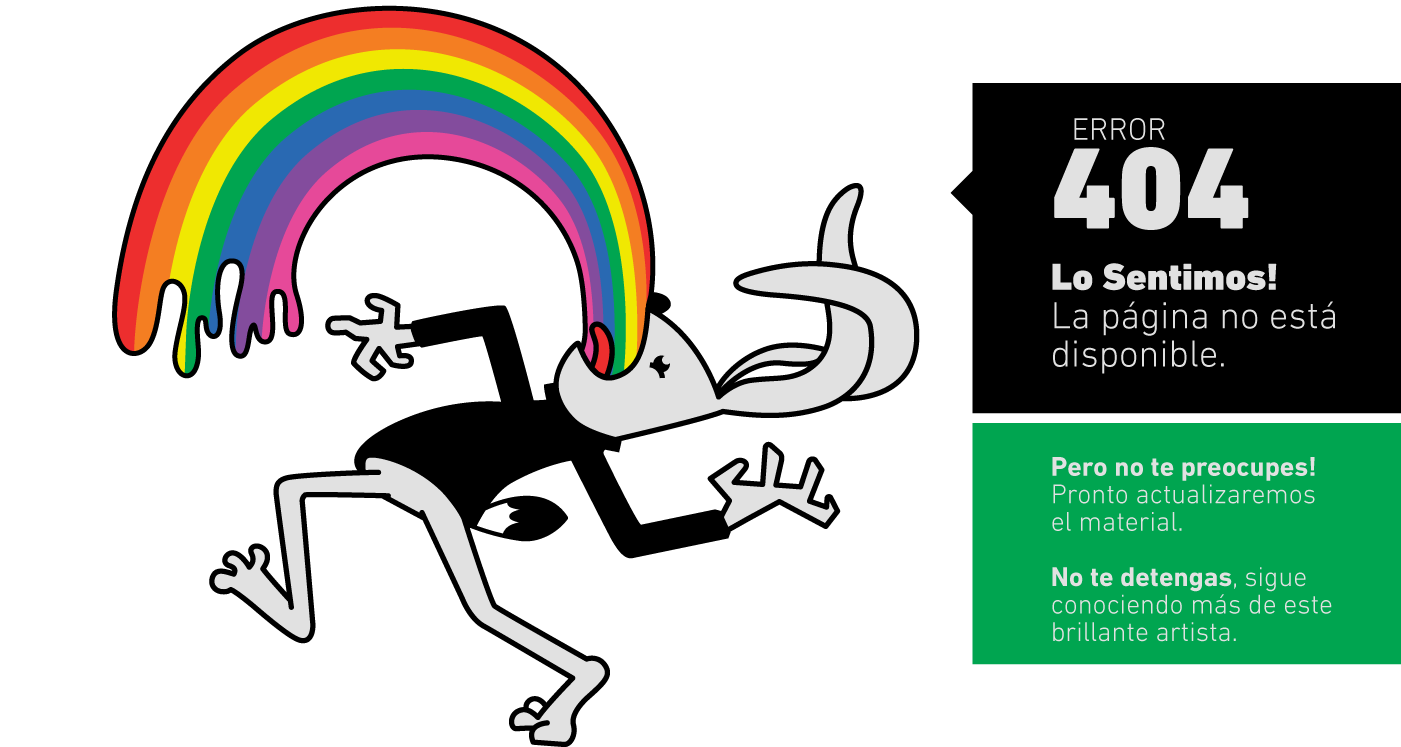 ERROR
404
Lo Sentimos!
La página no está
disponible.
Pero no te preocupes!
Pronto actualizaremos
el material.
No te detengas, sigue
conociendo más de este
brillante artista.